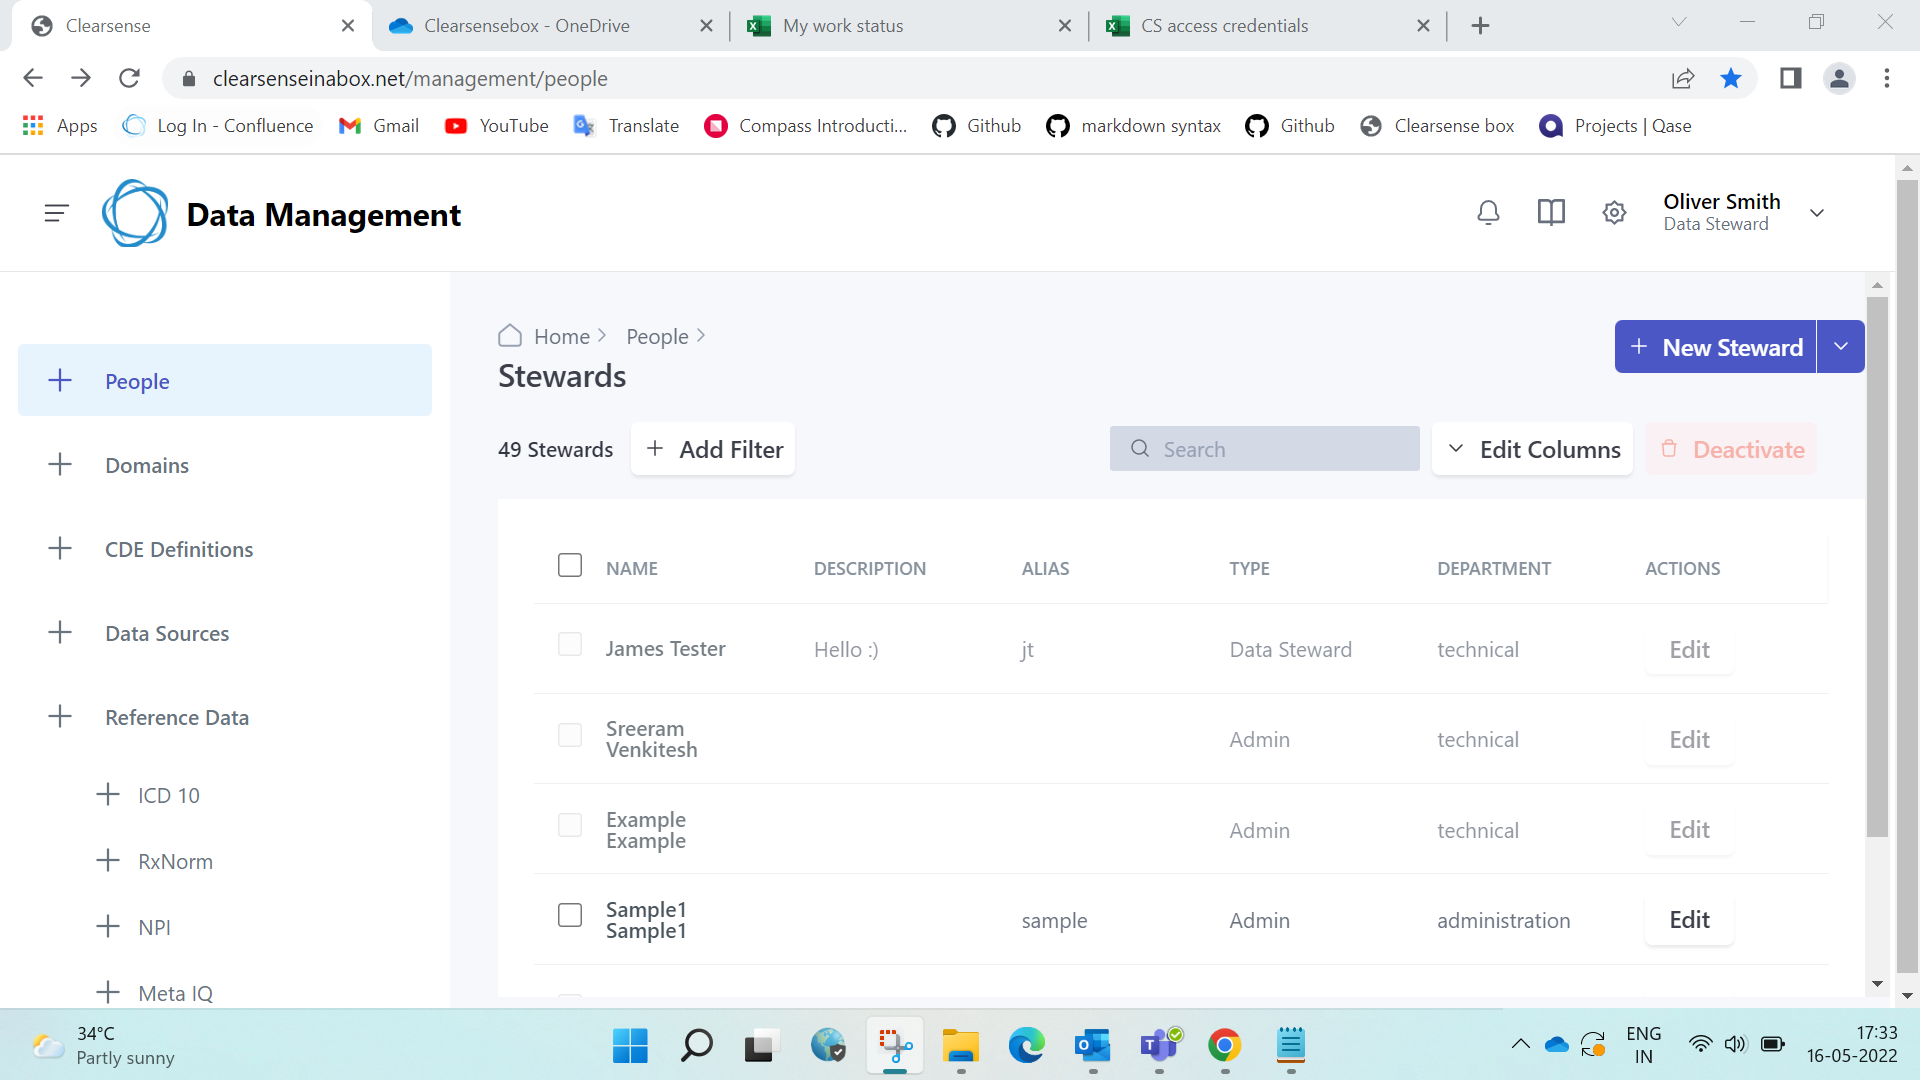 Clearsense
Clearsensebox - OneDrive
My work status
CS access credentials
clearsenseinabox.net/management/people
Apps
Log In - Confluence
Gmail
YouTube
Translate
Compass Introducti...
Github
markdown syntax
Github
Clearsense box
Projects | Qase
Data Management
Oliver Smith
Data Steward
People
Domains
CDE Definitions
Data Sources
Reference Data
ICD 10
RxNorm
NPI
Meta IQ
Home
People
Stewards
New Steward
49 Stewards
Add Filter
Search
Edit Columns
Deactivate
NAME DESCRIPTION ALIAS TYPE DEPARTMENT ACTIONS
James Tester Hello :) jt Data Steward technical Edit
Sreeram
Venkitesh
Admin technical Edit
Example
Example
Admin technical Edit
Sample1
Sample1
sample Admin administration Edit
34°C
Partly sunny
ENG
IN
17:33
16-05-2022